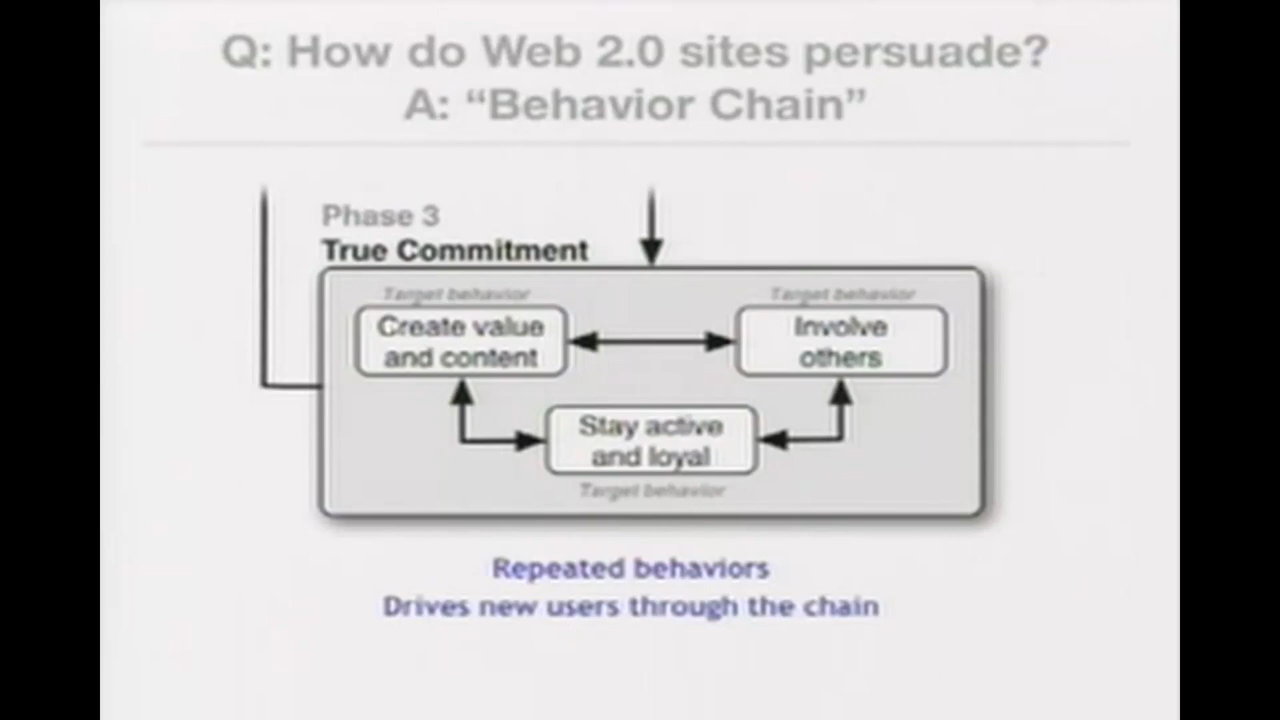 Q: How do Web 2.0 sites persuade?
A: “Behavior Chain”
Phase 3
True Commitment
Target behavior
Create value
and content
Target behavior
Involve
others
Stay active
and loyal
Target behavior
Repeated behaviors
Drives new users through the chain